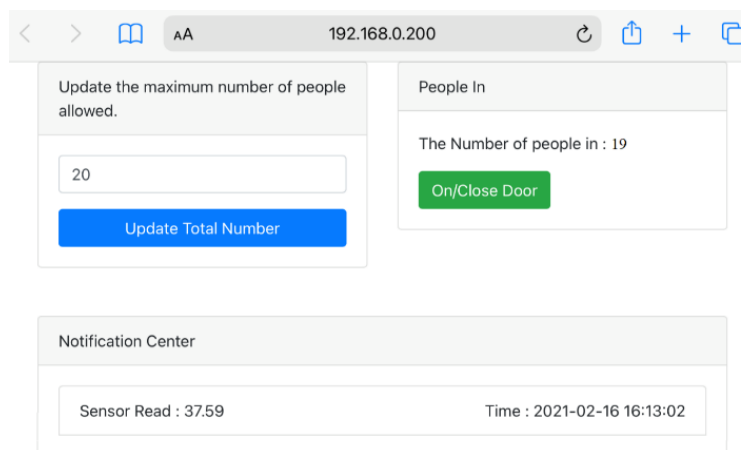 AA
192.168.0.200
Update the maximum number of people
allowed.
20
Update Total Number
People In
The Number of people in : 19
On/Close Door
Notification Center
Sensor Read : 37.59
Time : 2021-02-16 16:13:02